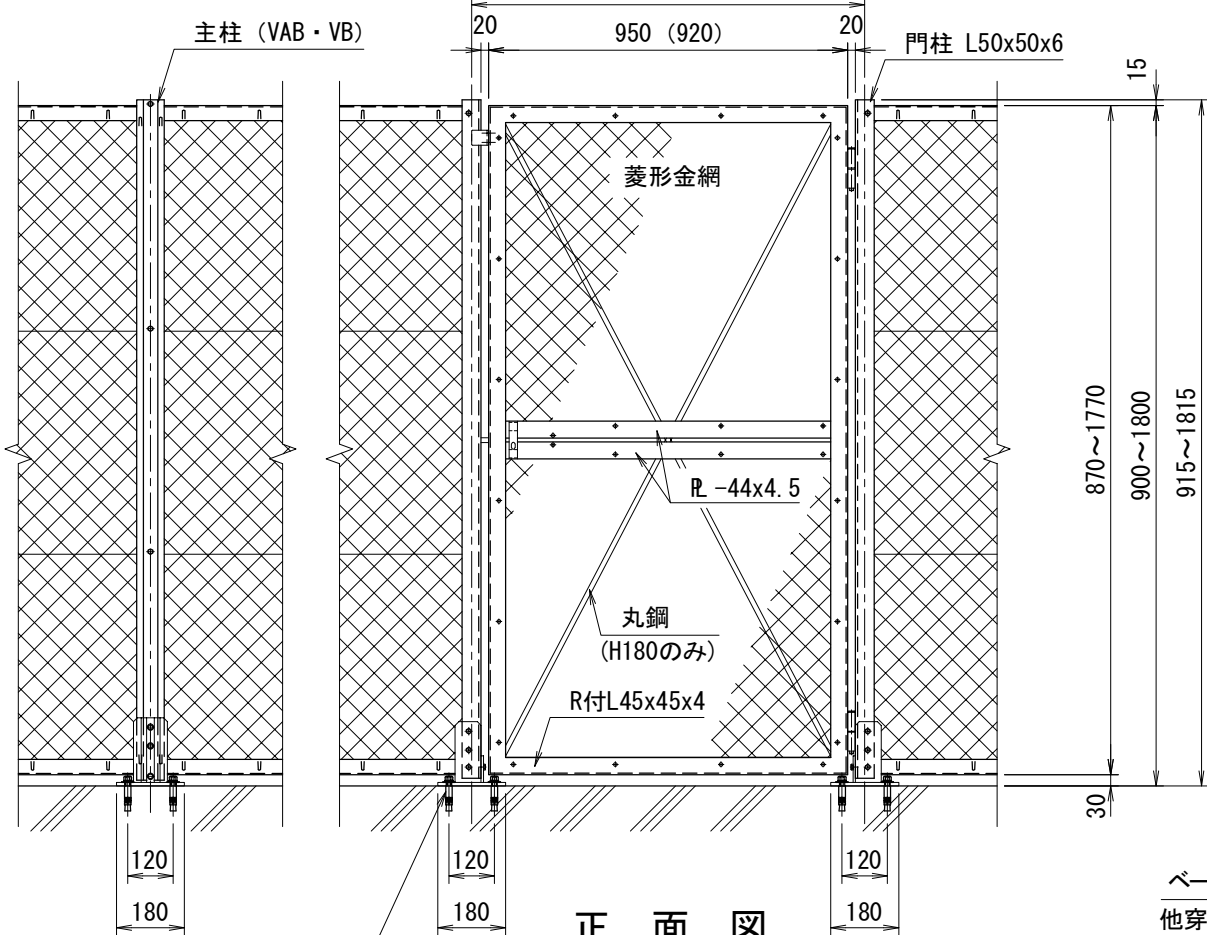 主柱 (VAB・VB)
20
950 (920)
20
門柱 L50x50x6
15
菱形金網
870～1770
900～1800
915～1815
PL -44x4.5
丸鋼
(H180のみ)
R付L45x45x4
30
120
120
120
180
180
180
正面図
ベー
他穿